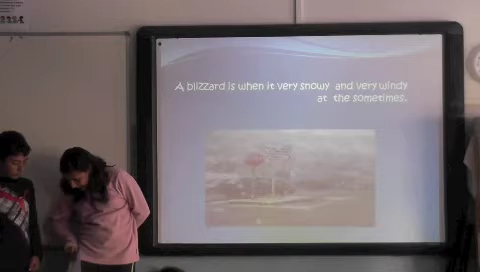 A blizzard is when it very snowy and very windy
at the sometimes.